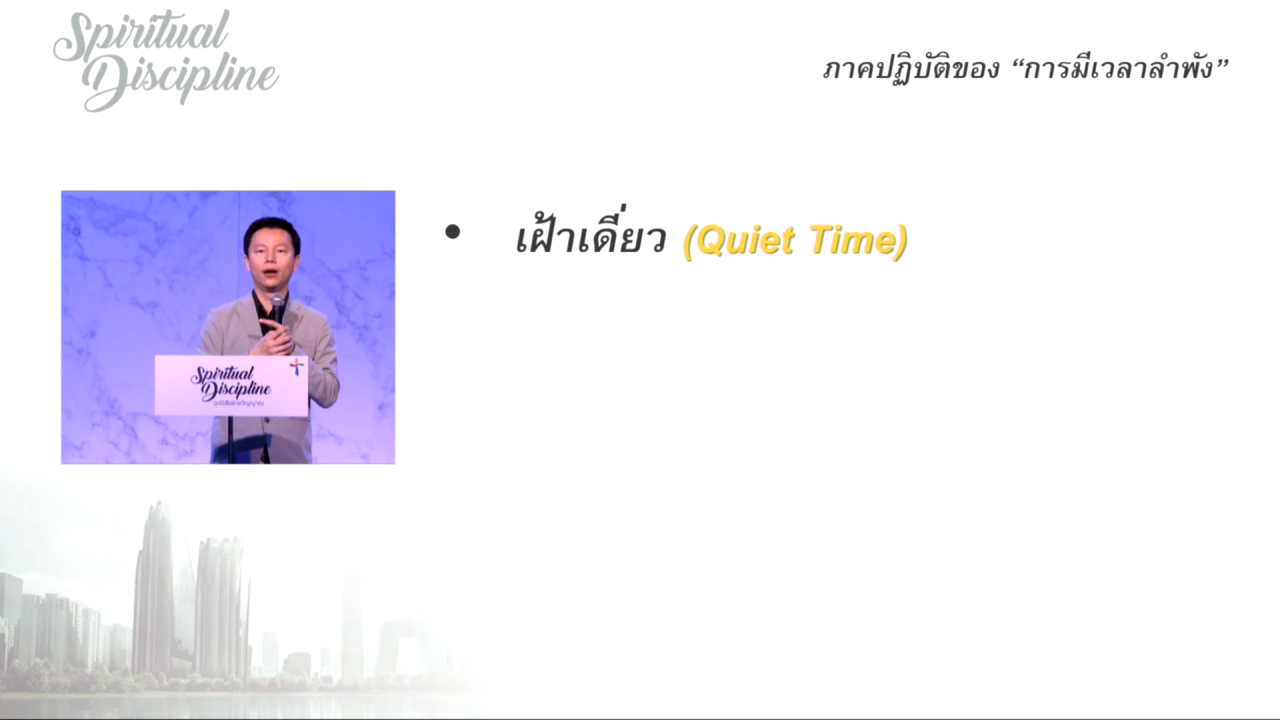 Spiritual
Discipline
ภาคปฏิบัติของ “การมีเวลาลำพัง”
• เฝ้าเดี่ยว (Quiet Time)
Spiritual
Discipline